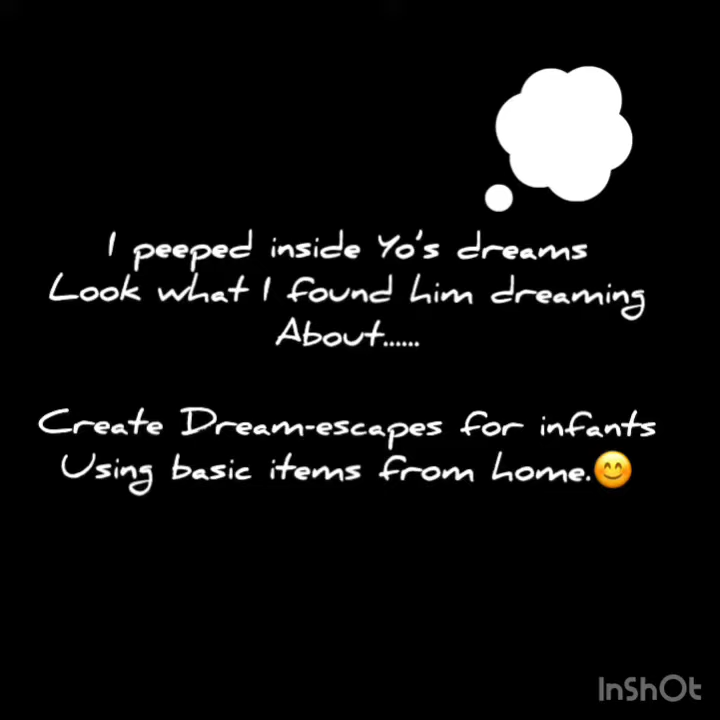 I peeped inside Yo's dreams
Look what I found him dreaming
About......
Create Dream-escapes for infants
Using basic items from home.😊
InShOt